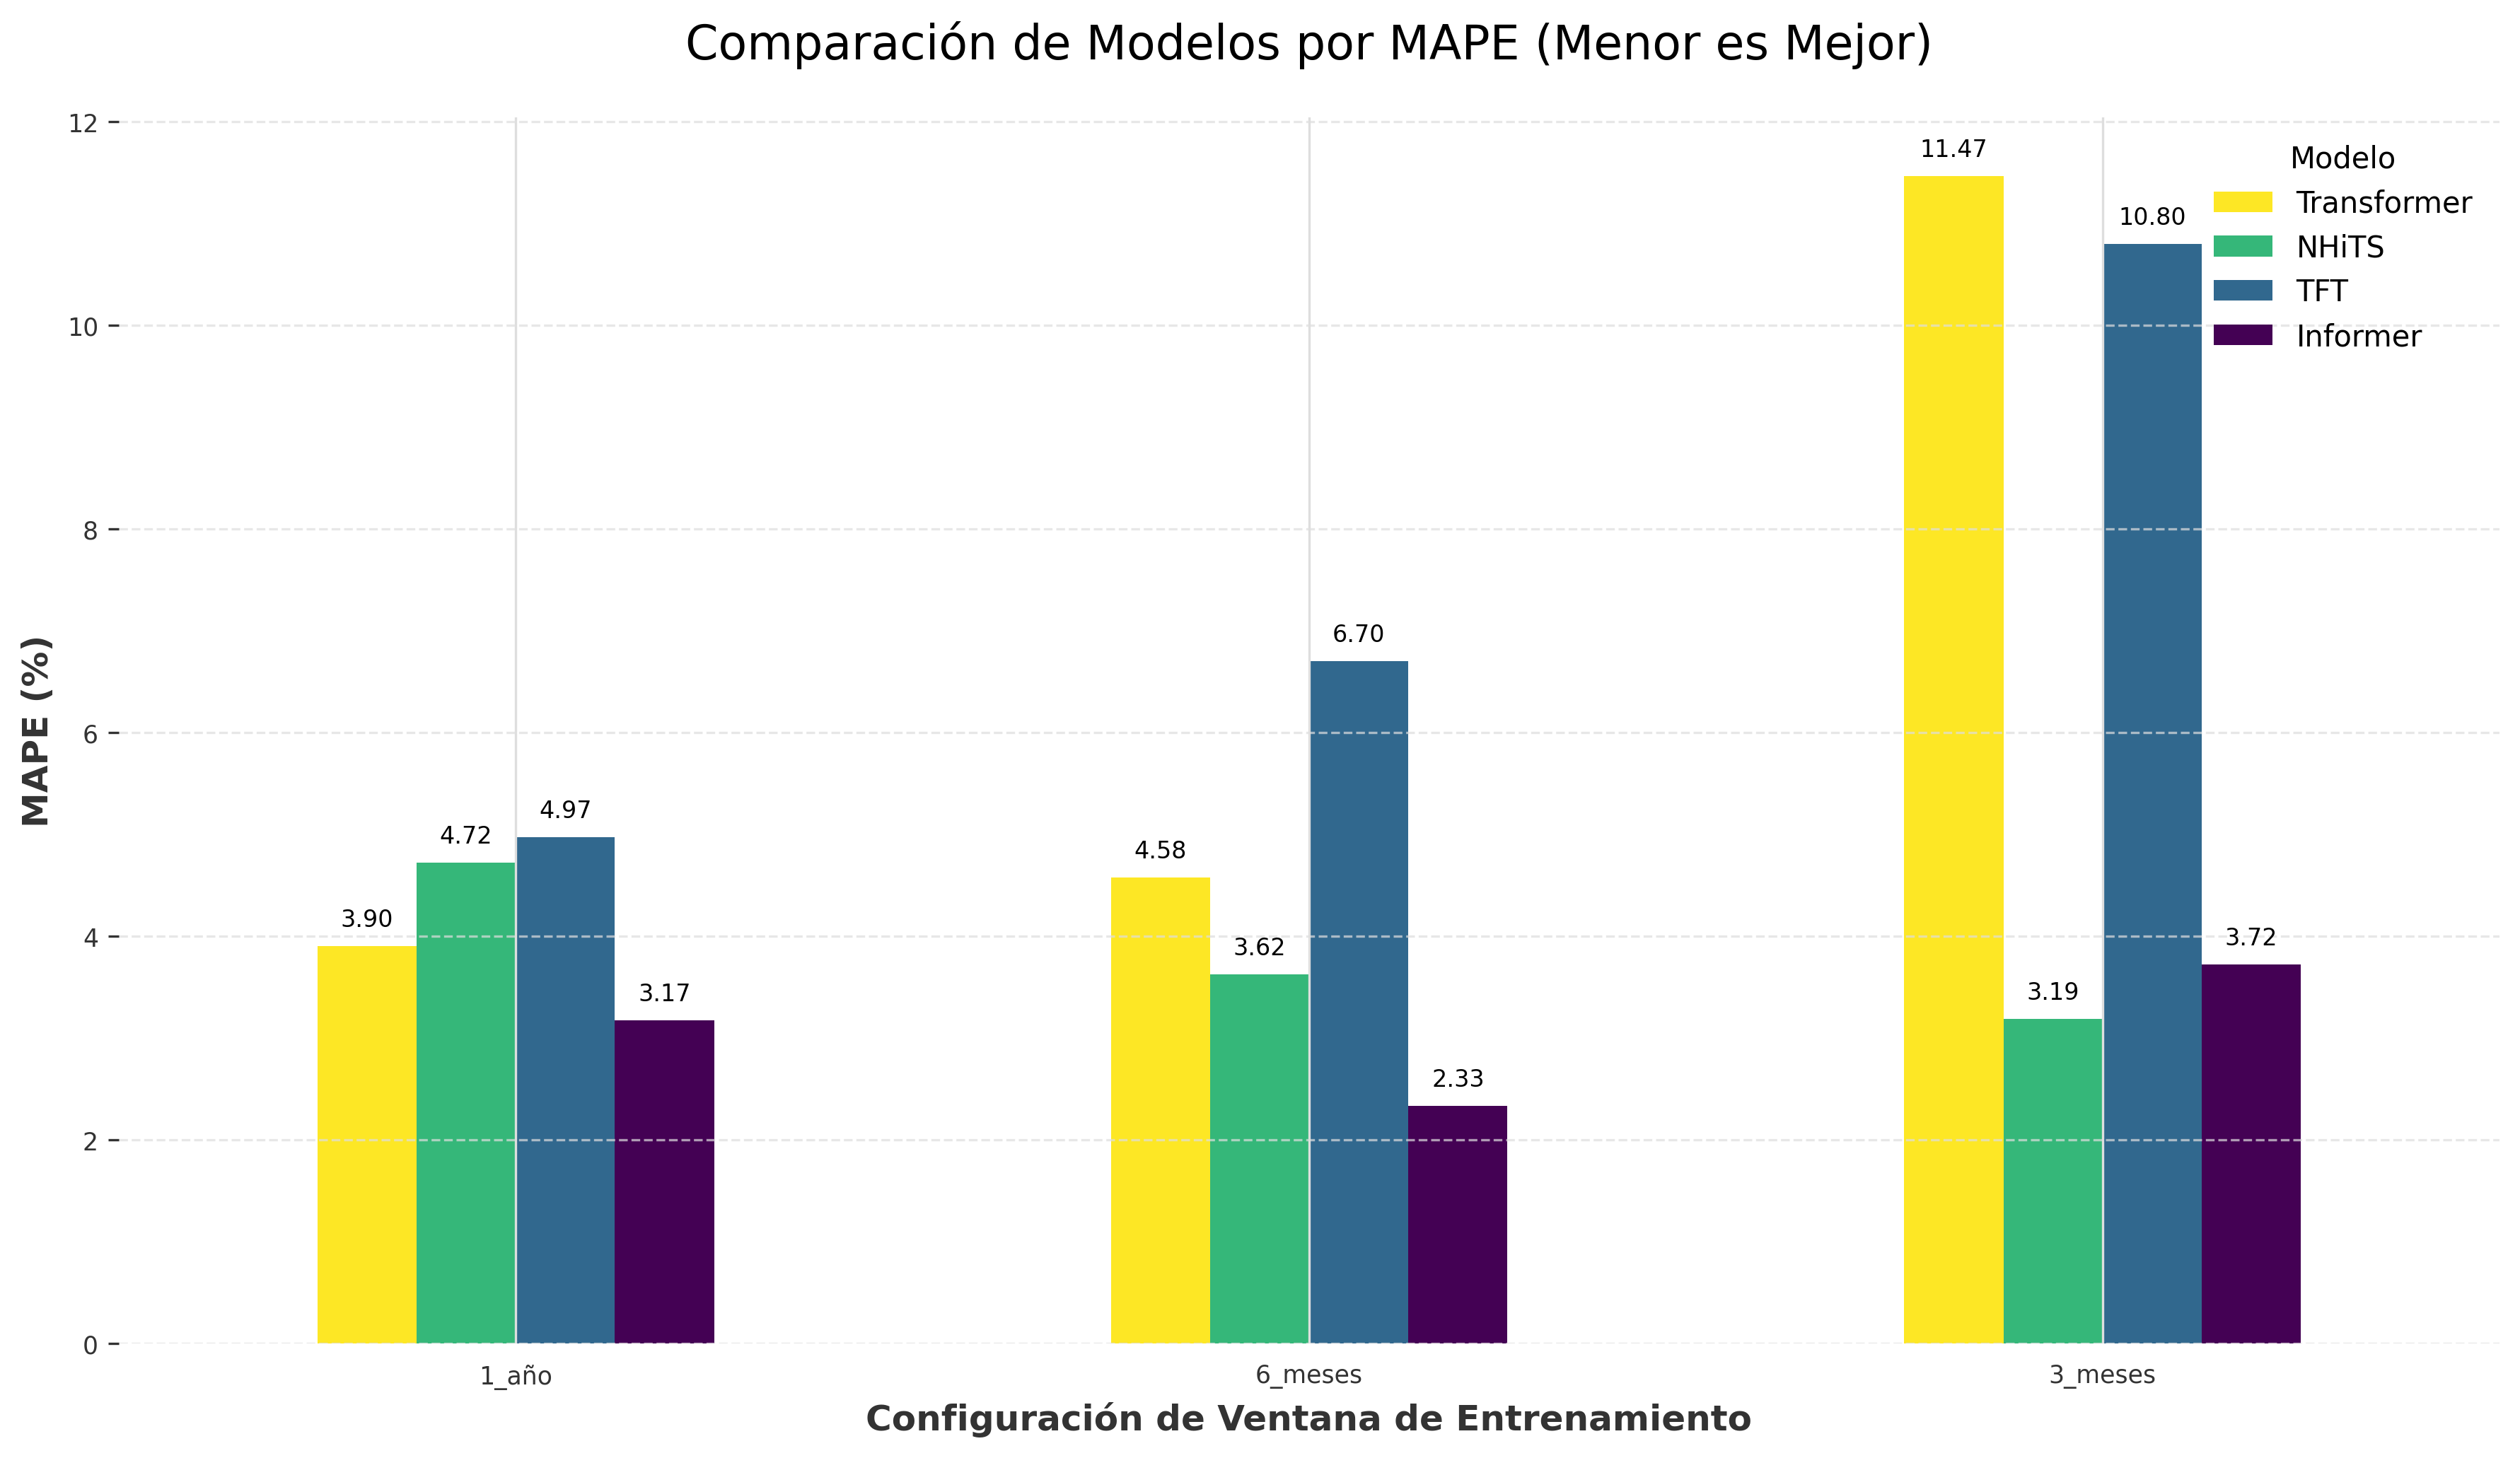 Comparación de Modelos por MAPE (Menor es Mejor)
12
10
8
6
4
2
0
MAPE (%)
3.90
4.72
4.97
3.17
4.58
3.62
6.70
2.33
11.47
3.19
10.80
3.72
Modelo
Transformer
NHiTS
TFT
Informer
1_año
6_meses
3_meses
Configuración de Ventana de Entrenamiento